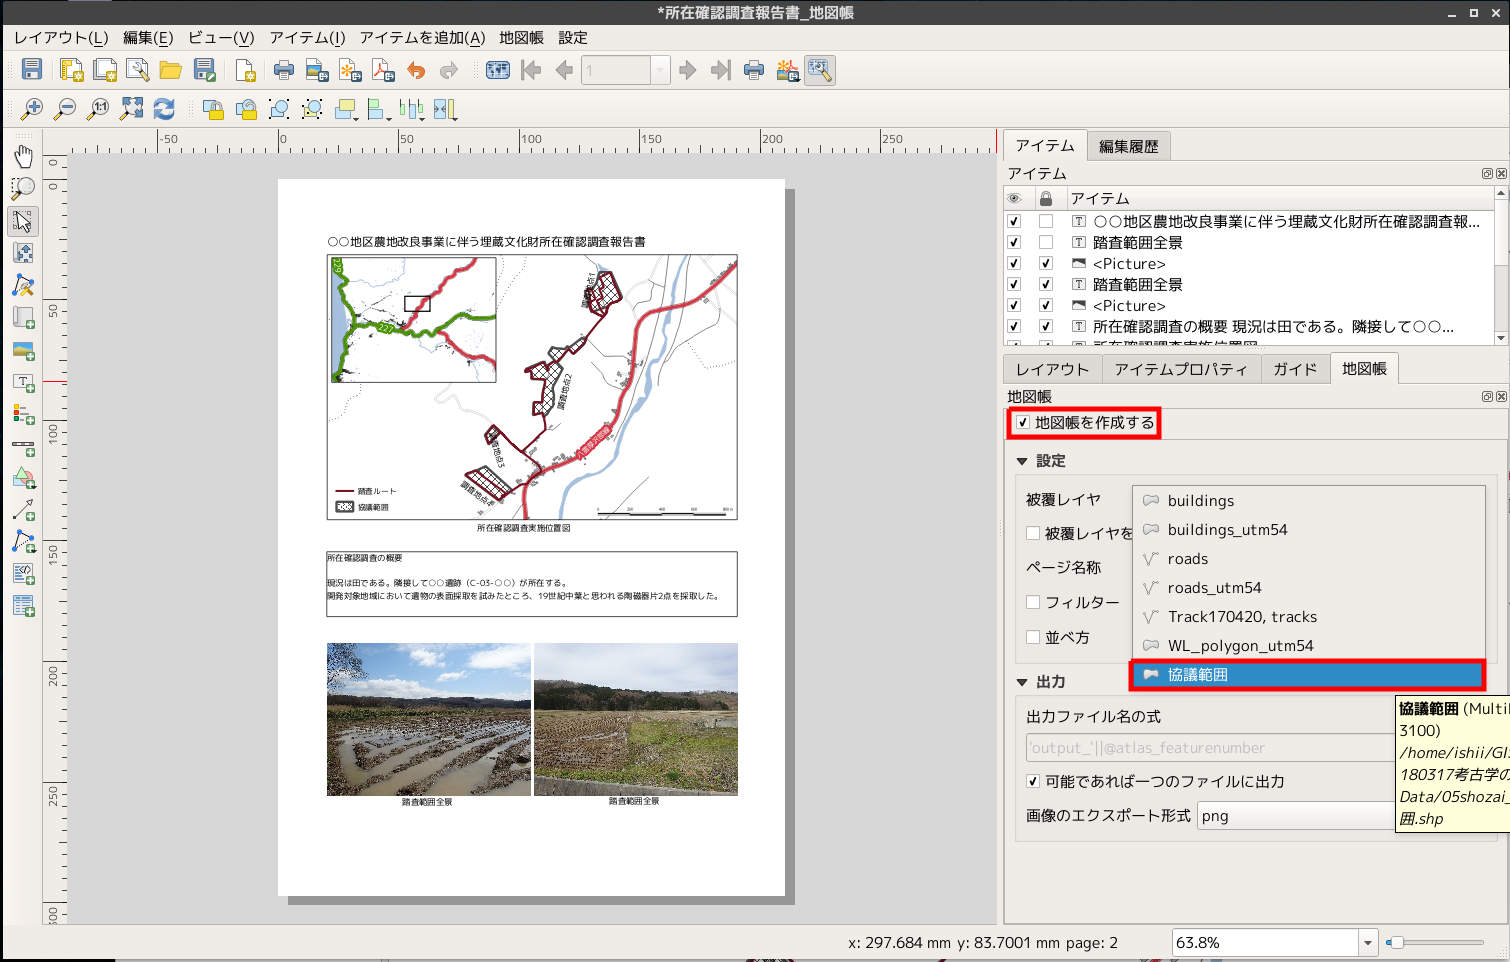 *所在確認調査報告書_地図帳
レイアウト(L) 編集(E) ビュー(V) アイテム(I) アイテムを追加(A) 地図帳 設定
1
1:1
-50 0 50 100 150 200 250
0
0
50
100
150
200
250
300
アイテム 編集履歴
アイテム
アイテム
○○地区農地改良事業に伴う埋蔵文化財所在確認調査報...
踏査範囲全景
<Picture>
踏査範囲全景
<Picture>
所在確認調査の概要 現況は田である。隣接して○○...
所在確認調査実施位置図
レイアウト アイテムプロパティ ガイド 地図帳
地図帳
地図帳を作成する
設定
被覆レイヤ
被覆レイヤを
ページ名称
フィルター
並べ方
buildings
buildings_utm54
roads
roads_utm54
Track170420, tracks
WL_polygon_utm54
協議範囲
出力
出力ファイル名の式
'output_'||@atlas_featurenumber
可能であれば一つのファイルに出力
画像のエクスポート形式 png
協議範囲 (Multi
3100)
/home/ishii/GI
180317考古学の
Data/05shozai_
囲.shp
○○地区農地改良事業に伴う埋蔵文化財所在確認調査報告書
229
227
調査地点1
調査地点2
調査地点3
調査地点4
踏査ルート
協議範囲
所在確認調査実施位置図
所在確認調査の概要
現況は田である。隣接して○○遺跡（C-03-○○）が所在する。
開発対象地域において遺物の表面採取を試みたところ、19世紀中葉と思われる陶磁器片2点を採取した。
踏査範囲全景
踏査範囲全景
x: 297.684 mm y: 83.7001 mm page: 2
63.8%